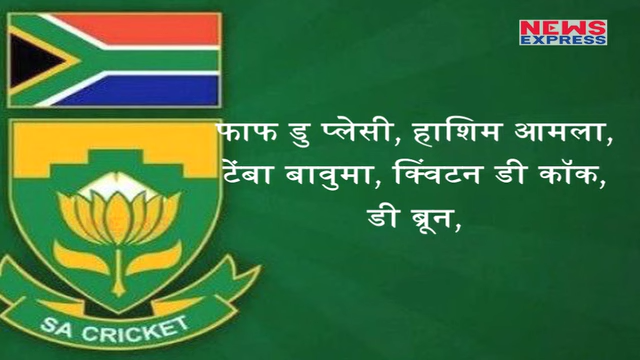 NEWS
EXPRESS
फाफ डु प्लेसी, हाशिम आमला,
टेंबा बावुमा, क्विंटन डी कॉक,
डी ब्रून,
SA CRICKET